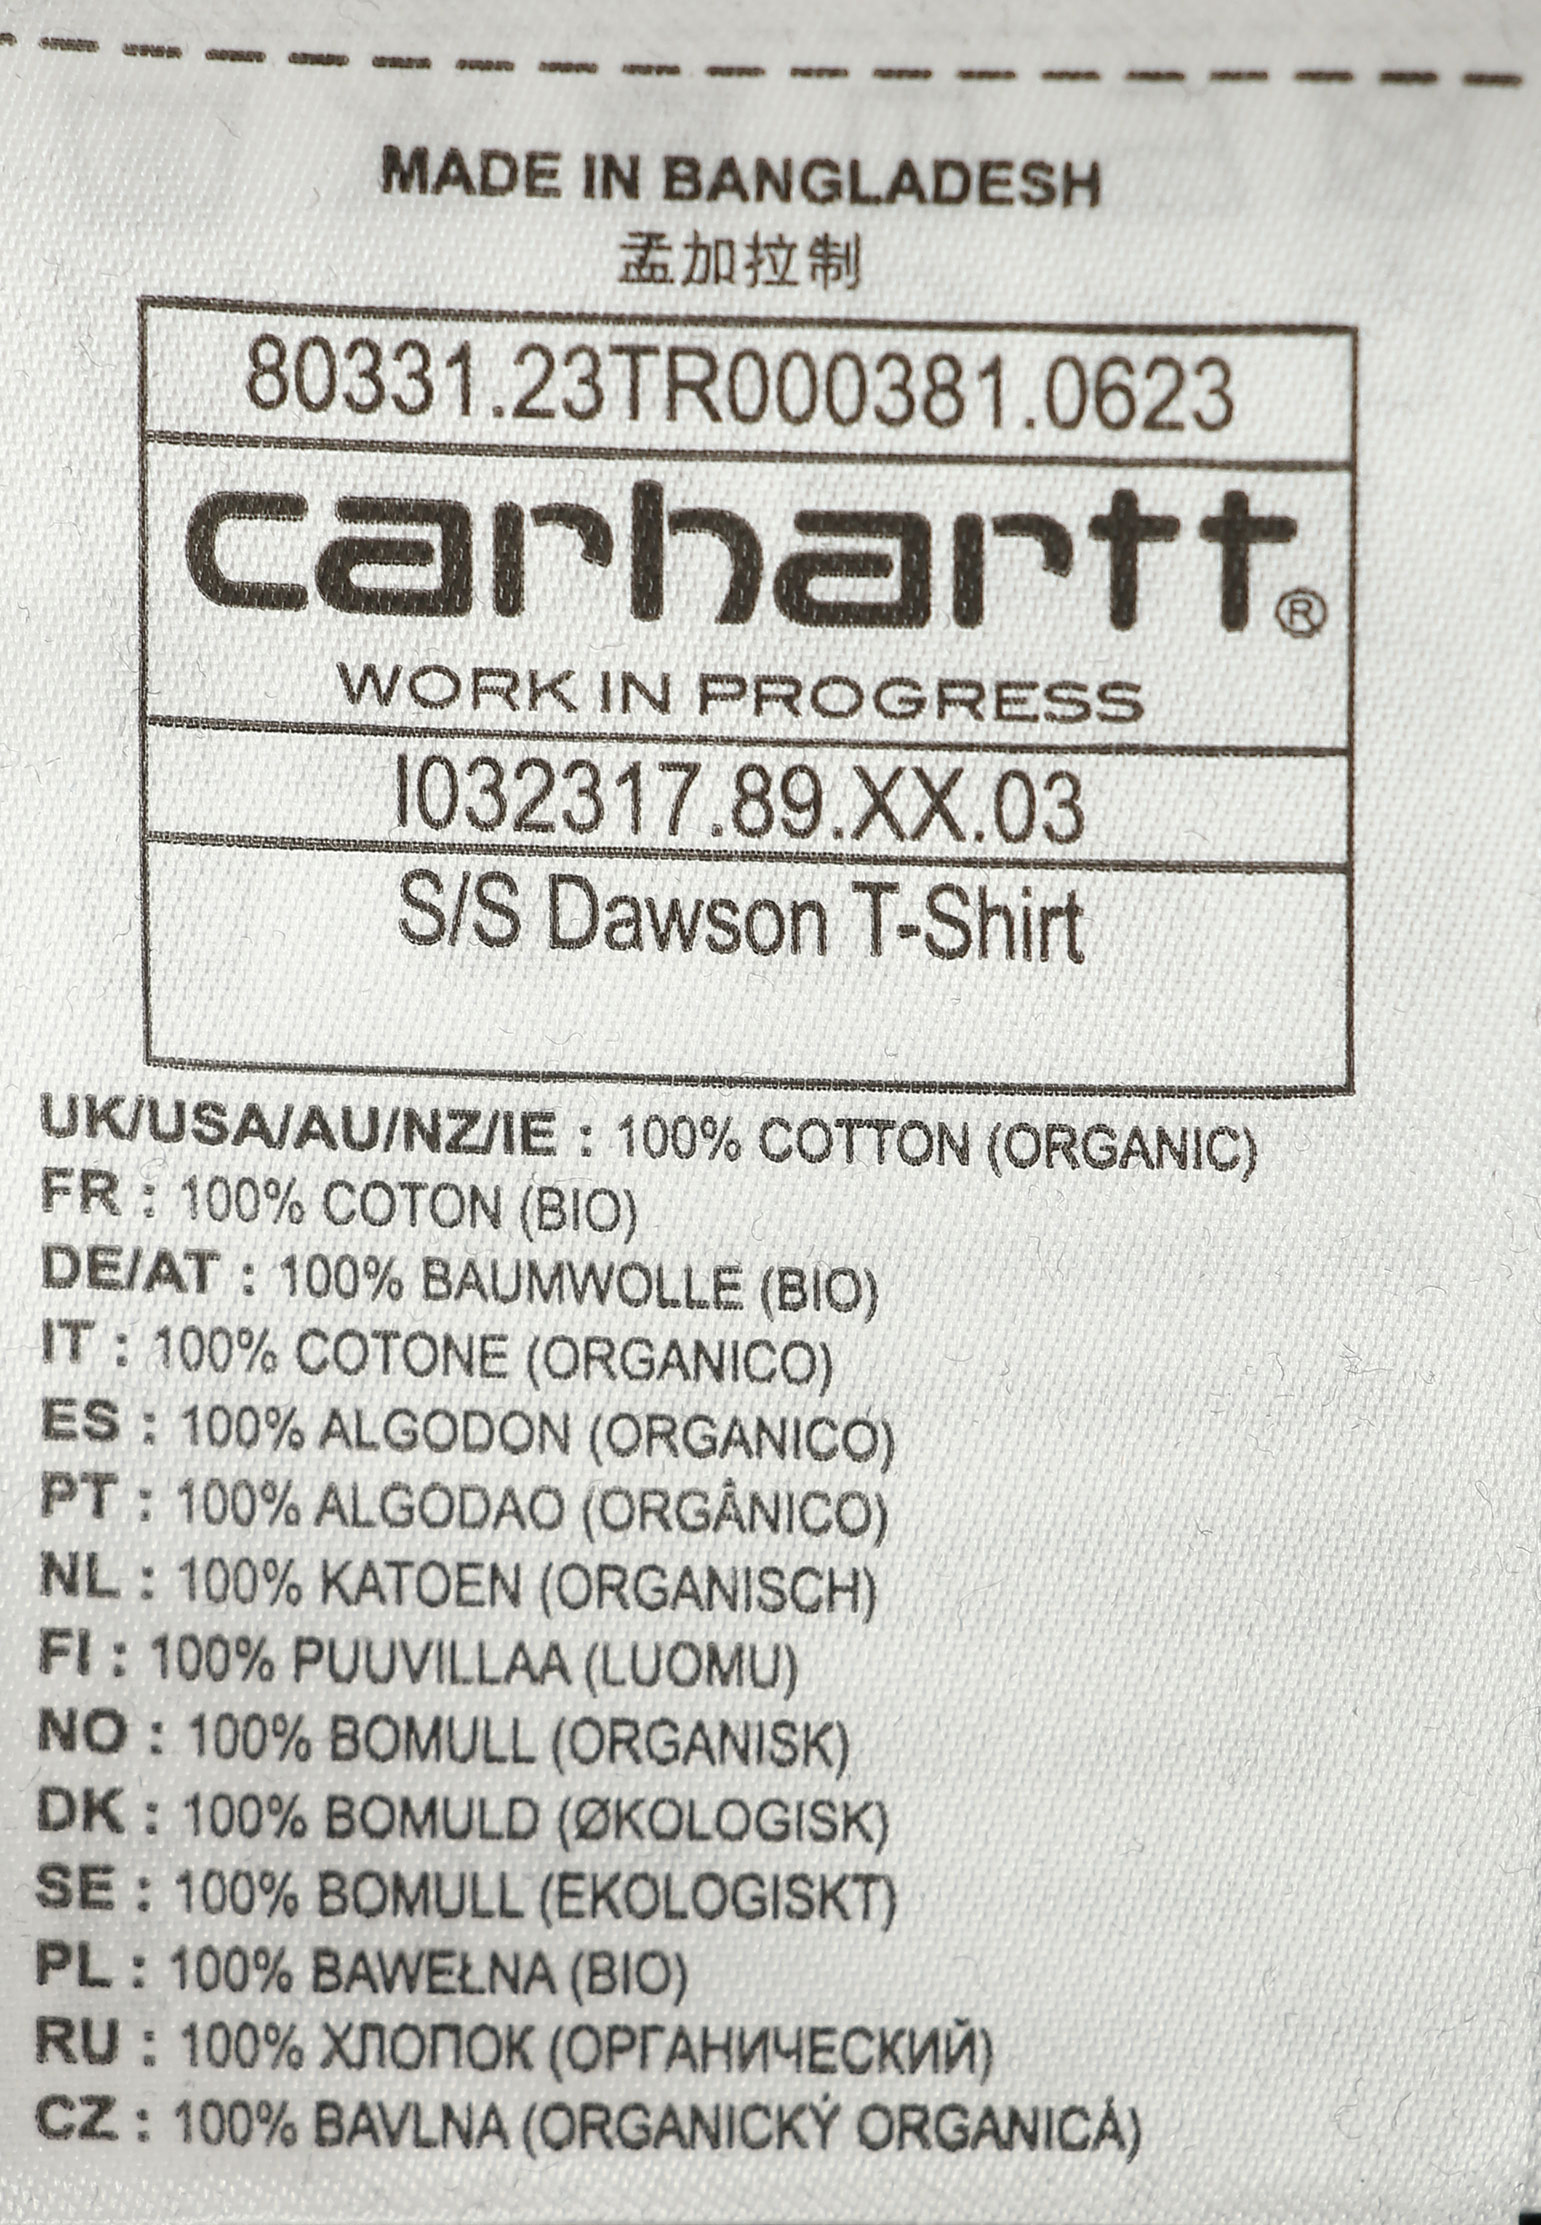 MADE IN BANGLADESH
孟加拉制
80331.23TR000381.0623
carhartt®
WORK IN PROGRESS
I032317.89.XX.03
S/S Dawson T-Shirt
UK/USA/AU/NZ/IE : 100% COTTON (ORGANIC)
FR : 100% COTON (BIO)
DE/AT : 100% BAUMWOLLE (BIO)
IT : 100% COTONE (ORGANICO)
ES : 100% ALGODON (ORGANICO)
PT : 100% ALGODAO (ORGÂNICO)
NL : 100% KATOEN (ORGANISCH)
FI : 100% PUUVILLAA (LUOMU)
NO : 100% BOMULL (ORGANISK)
DK : 100% BOMULD (ØKOLOGISK)
SE : 100% BOMULL (EKOLOGISKT)
PL : 100% BAWEŁNA (BIO)
RU : 100% ХЛОПОК (ОРГАНИЧЕСКИЙ)
CZ : 100% BAVLNA (ORGANICKÝ ORGANICÁ)